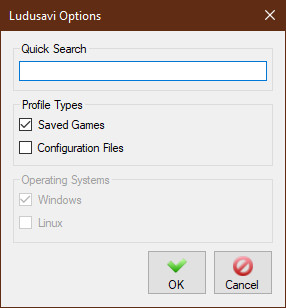 Ludusavi Options
Quick Search
Profile Types
Saved Games
Configuration Files
Operating Systems
Windows
Linux
OK
Cancel